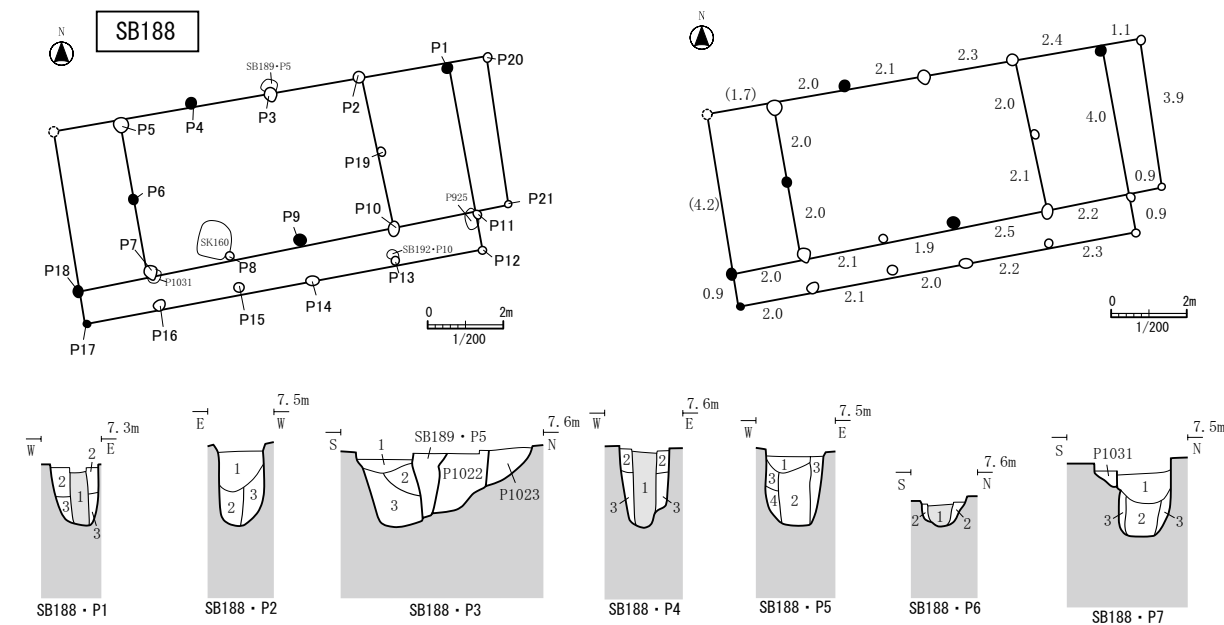 SB188
N
P1
P20
SB189・P5
P2
P3
P4
P5
P19
P6
P21
P925
P10
P11
P9
P7
SK160
P8
SB192・P10
P12
P18
P1031
P13
P14
P15
P16
P17
0 2m
1/200
N
1.1
2.4
2.3
2.1
2.0
(1.7)
2.0
3.9
4.0
2.0
2.1
0.9
(4.2)
2.0
2.2
0.9
2.5
1.9
2.1
2.3
2.0
2.2
0.9
2.0
2.1
2.0
0 2m
1/200
7.3m
W E
2
2 1
3
3
SB188・P1
7.5m
E W
1
3
2
SB188・P2
7.6m
S N
1 SB189・P5
2
P1022
P1023
3
SB188・P3
7.6m
W E
2 2
1
3 3
SB188・P4
7.5m
W E
1 3
3
4 2
SB188・P5
7.6m
S N
2 1 2
SB188・P6
7.5m
S N
P1031
1
3 2 3
SB188・P7